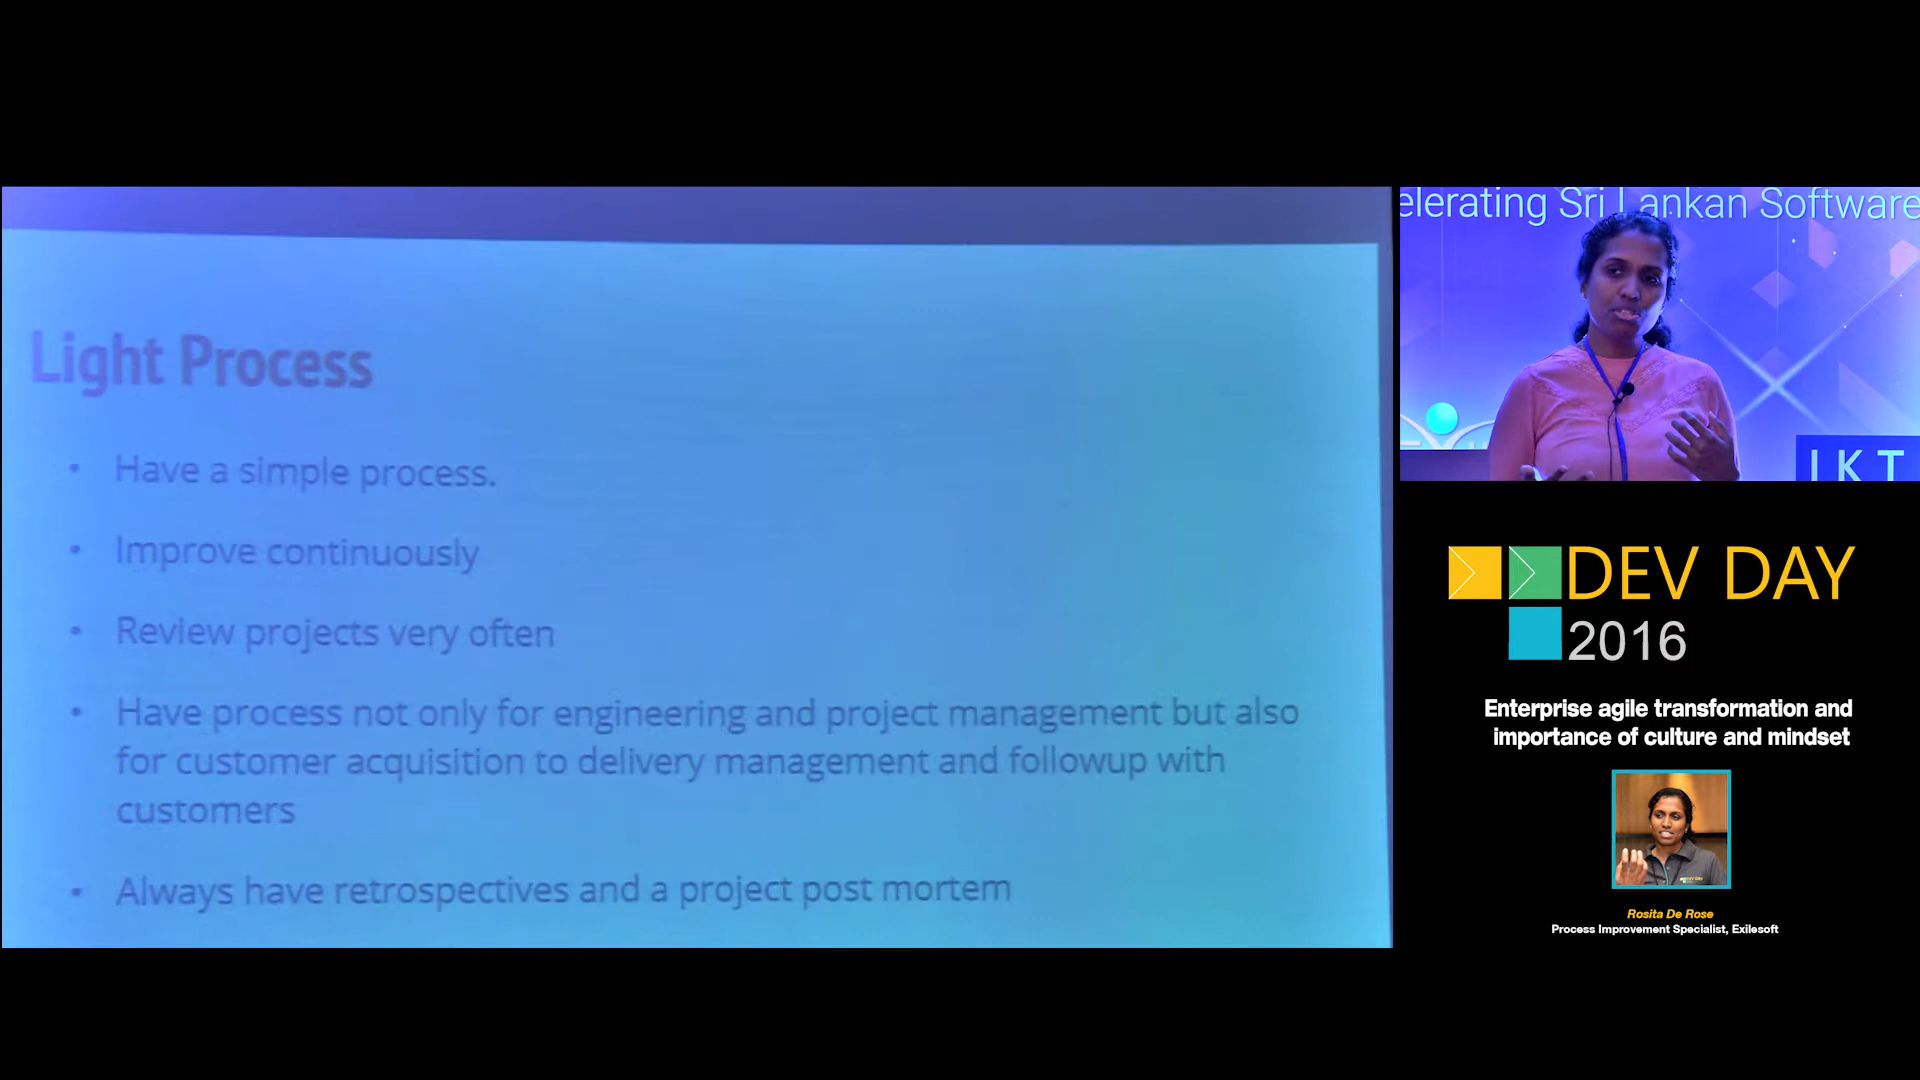 Light Process
• Have a simple process.
• Improve continuously
• Review projects very often
• Have process not only for engineering and project management but also
for customer acquisition to delivery management and followup with
customers
• Always have retrospectives and a project post mortem
elerating Sri Lankan Software
LKT
DEV DAY
2016
Enterprise agile transformation and
importance of culture and mindset
Rosita De Rose
Process Improvement Specialist, Exilesoft